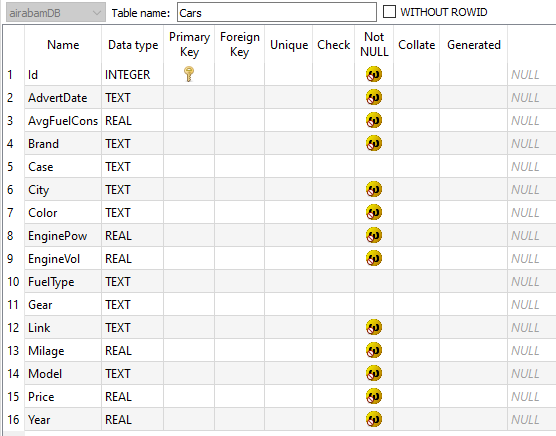 airabamDB Table name: Cars WITHOUT ROWID
Name Data type Primary Key Foreign Key Unique Check Not NULL Collate Generated
1 Id INTEGER NULL
2 AdvertDate TEXT NULL
3 AvgFuelCons REAL NULL
4 Brand TEXT NULL
5 Case TEXT NULL
6 City TEXT NULL
7 Color TEXT NULL
8 EnginePow REAL NULL
9 EngineVol REAL NULL
10 FuelType TEXT NULL
11 Gear TEXT NULL
12 Link TEXT NULL
13 Milage REAL NULL
14 Model TEXT NULL
15 Price REAL NULL
16 Year REAL NULL